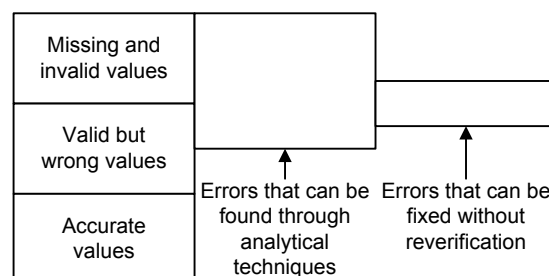 Missing and
invalid values
Valid but
wrong values
Accurate
values
Errors that can be
found through
analytical
techniques
Errors that can be
fixed without
reverification